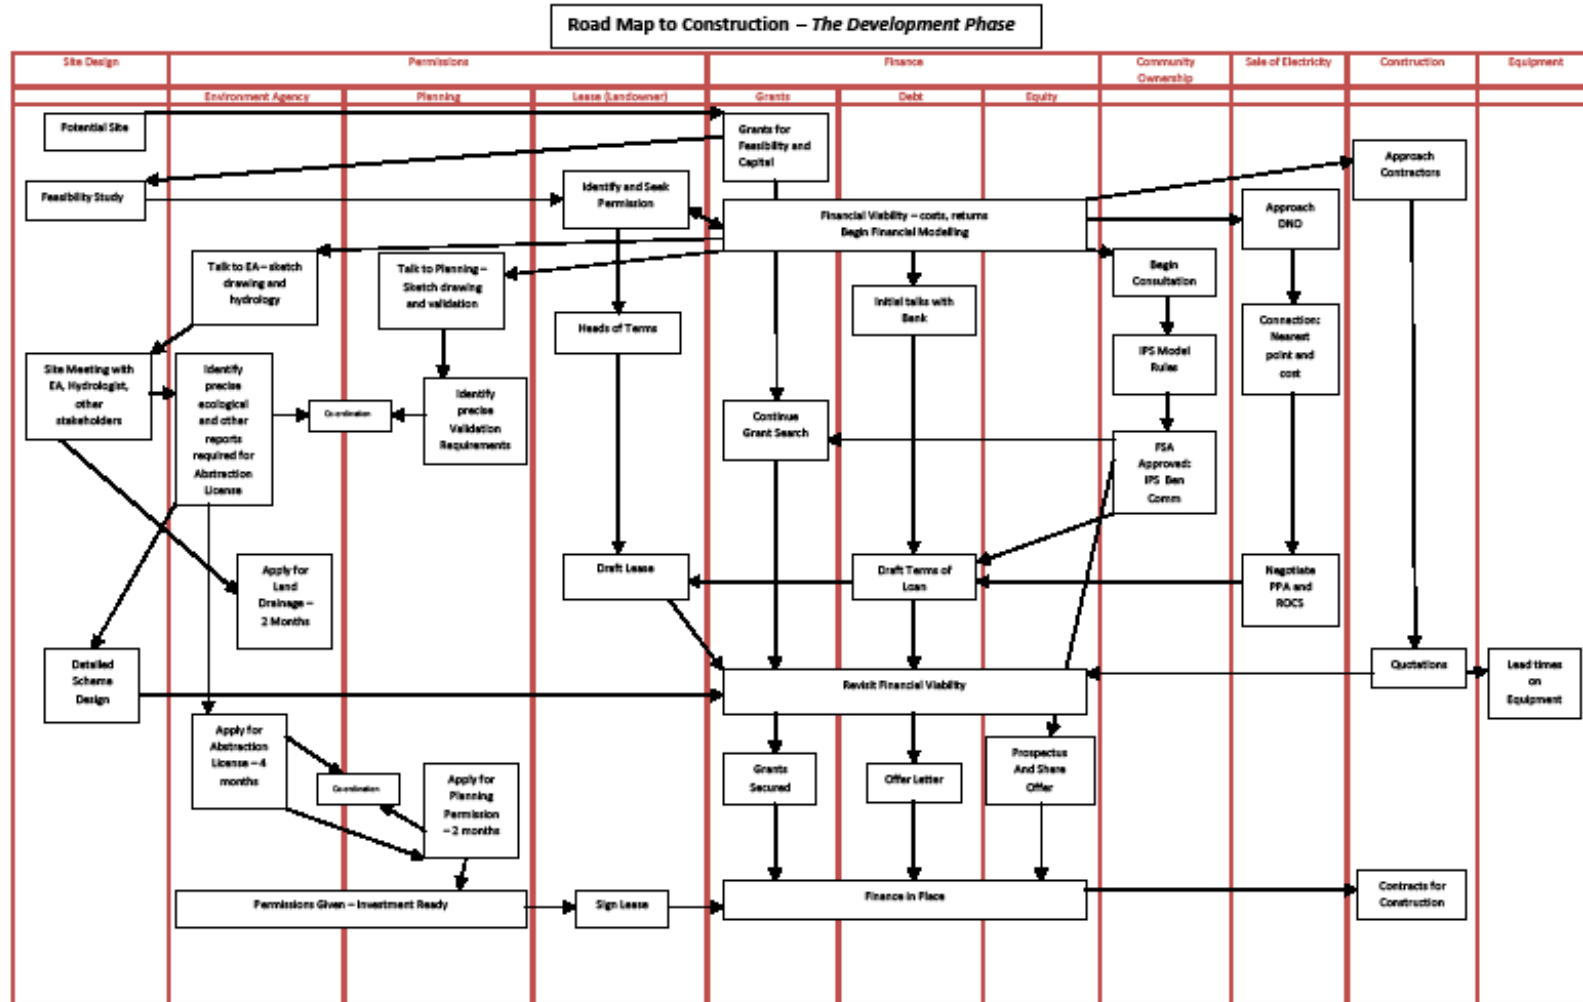 Road Map to Construction – The Development Phase
Site Design
Permissions
Finance
Community
Ownership
Sale of Electricity
Construction
Equipment
Environment Agency
Planning
Lease (Landowner)
Grants
Debt
Equity
Potential Site
Grants for
Feasibility and
Capital
Approach
Contractors
Feasibility Study
Identify and Seek
Permission
Financial Viability – costs, returns
Begin Financial Modelling
Approach
DNO
Talk to EA – sketch
drawing and
hydrology
Talk to Planning –
Sketch drawing
and validation
Begin
Consultation
Initial talks with
Bank
Heads of Terms
Connection:
Nearest
point and
cost
IPS Model
Rules
Site Meeting with
EA, Hydrologist,
other
stakeholders
Identify
precise
ecological
and other
reports
required for
Abstraction
License
Co-ordination
Identify
precise
Validation
Requirements
Continue
Grant Search
FSA
Approved:
IPS Ben
Comm
Apply for
Land
Drainage –
2 Months
Draft Lease
Draft Terms of
Loan
Negotiate
PPA and
ROCS
Detailed
Scheme
Design
Revisit Financial Viability
Quotations
Lead times
on
Equipment
Apply for
Abstraction
License – 4
months
Co-ordination
Apply for
Planning
Permission
– 2 months
Grants
Secured
Offer Letter
Prospectus
And Share
Offer
Permissions Given – Investment Ready
Sign Lease
Finance in Place
Contracts for
Construction